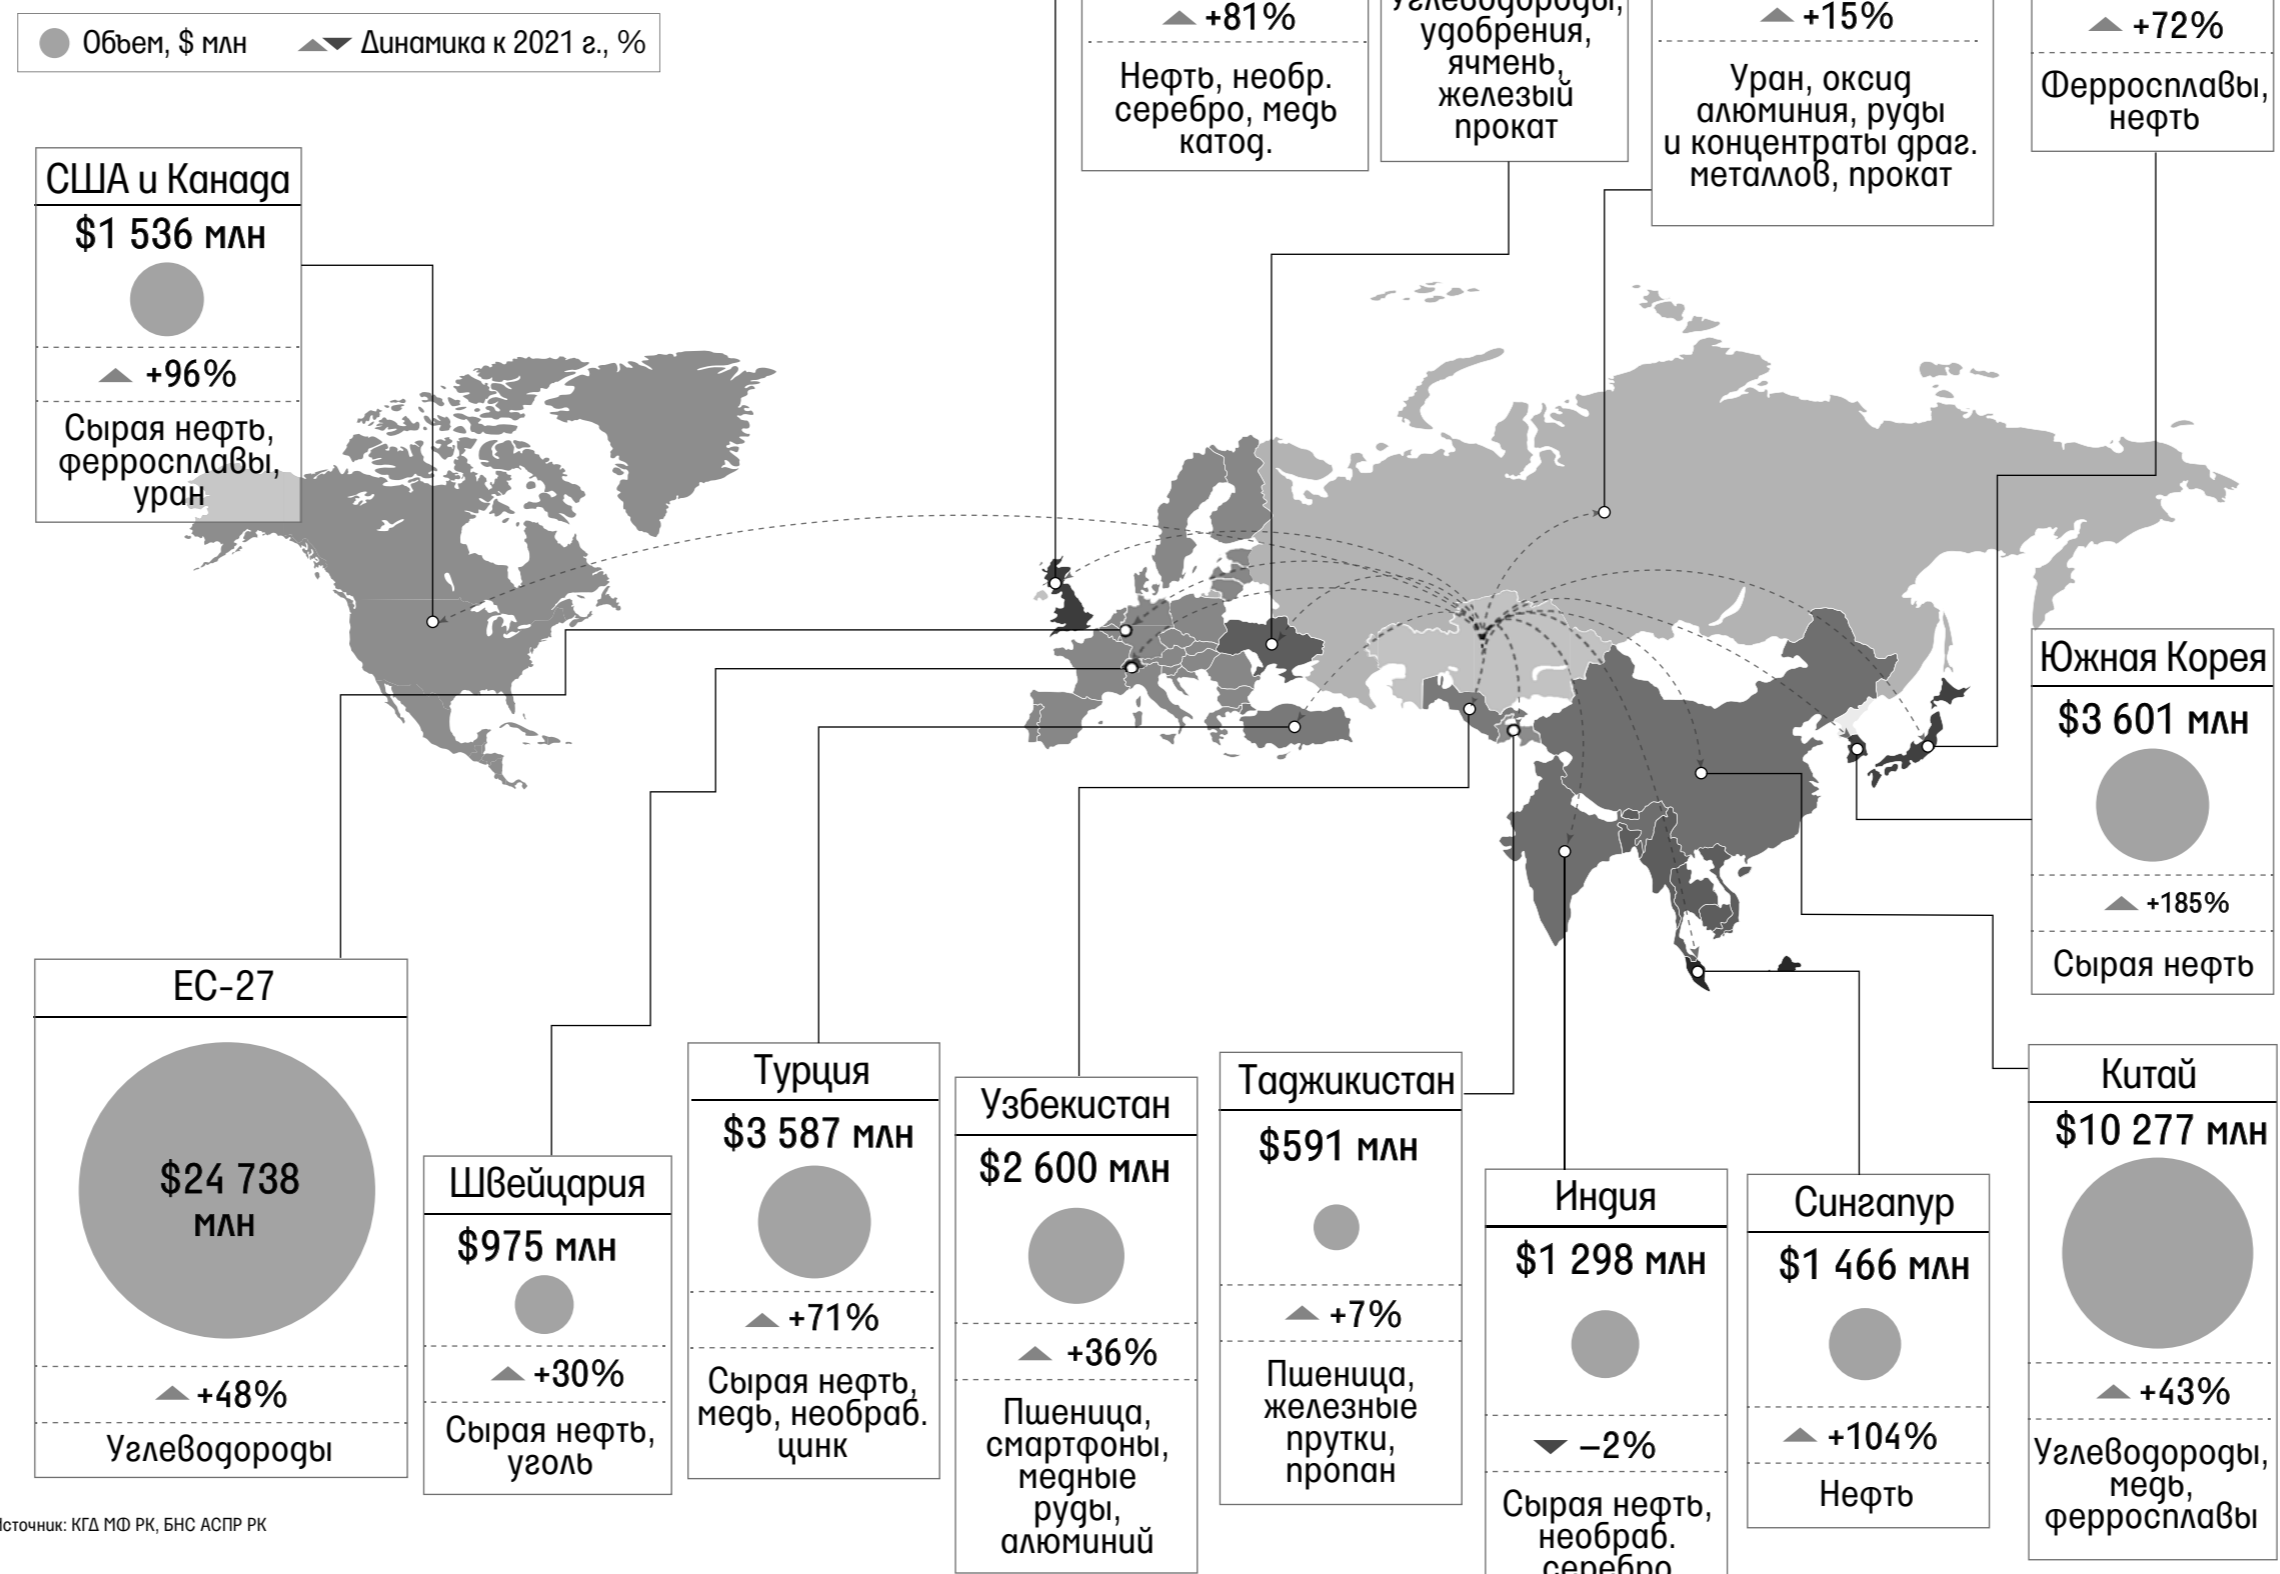 Объем, $ млн
Динамика к 2021 г., %
+81%
Нефть, необр.
серебро, медь
катод.
Углеводороды,
удобрения,
ячмень,
железый
прокат
+15%
Уран, оксид
алюминия, руды
и концентраты драг.
металлов, прокат
+72%
Ферросплавы,
нефть
США и Канада
$1 536 млн
+96%
Сырая нефть,
ферросплавы,
уран
Южная Корея
$3 601 млн
+185%
Сырая нефть
ЕС-27
$24 738
млн
+48%
Углеводороды
Швейцария
$975 млн
+30%
Сырая нефть,
уголь
Турция
$3 587 млн
+71%
Сырая нефть,
медь, необраб.
цинк
Узбекистан
$2 600 млн
+36%
Пшеница,
смартфоны,
медные
руды,
алюминий
Таджикистан
$591 млн
+7%
Пшеница,
железные
прутки,
пропан
Индия
$1 298 млн
–2%
Сырая нефть,
необраб.
серебро
Сингапур
$1 466 млн
+104%
Нефть
Китай
$10 277 млн
+43%
Углеводороды,
медь,
ферросплавы
Источник: КГД МФ РК, БНС АСПР РК